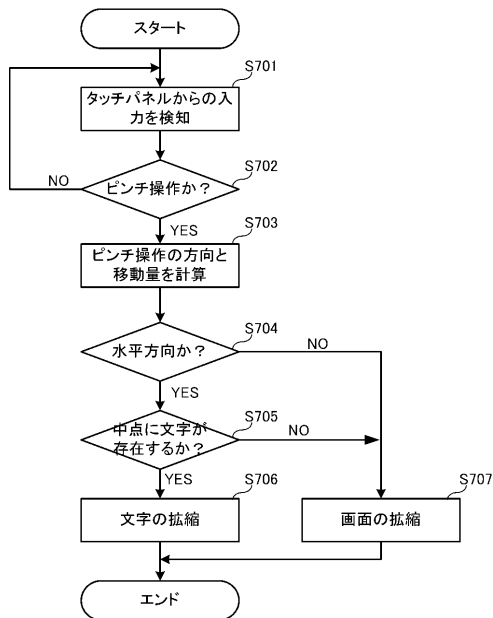 スタート
S701
タッチパネルからの入
力を検知
S702
ピンチ操作か？
NO
YES
S703
ピンチ操作の方向と
移動量を計算
S704
水平方向か？
NO
YES
S705
中点に文字が
存在するか？
NO
YES
S706
文字の拡縮
S707
画面の拡縮
エンド